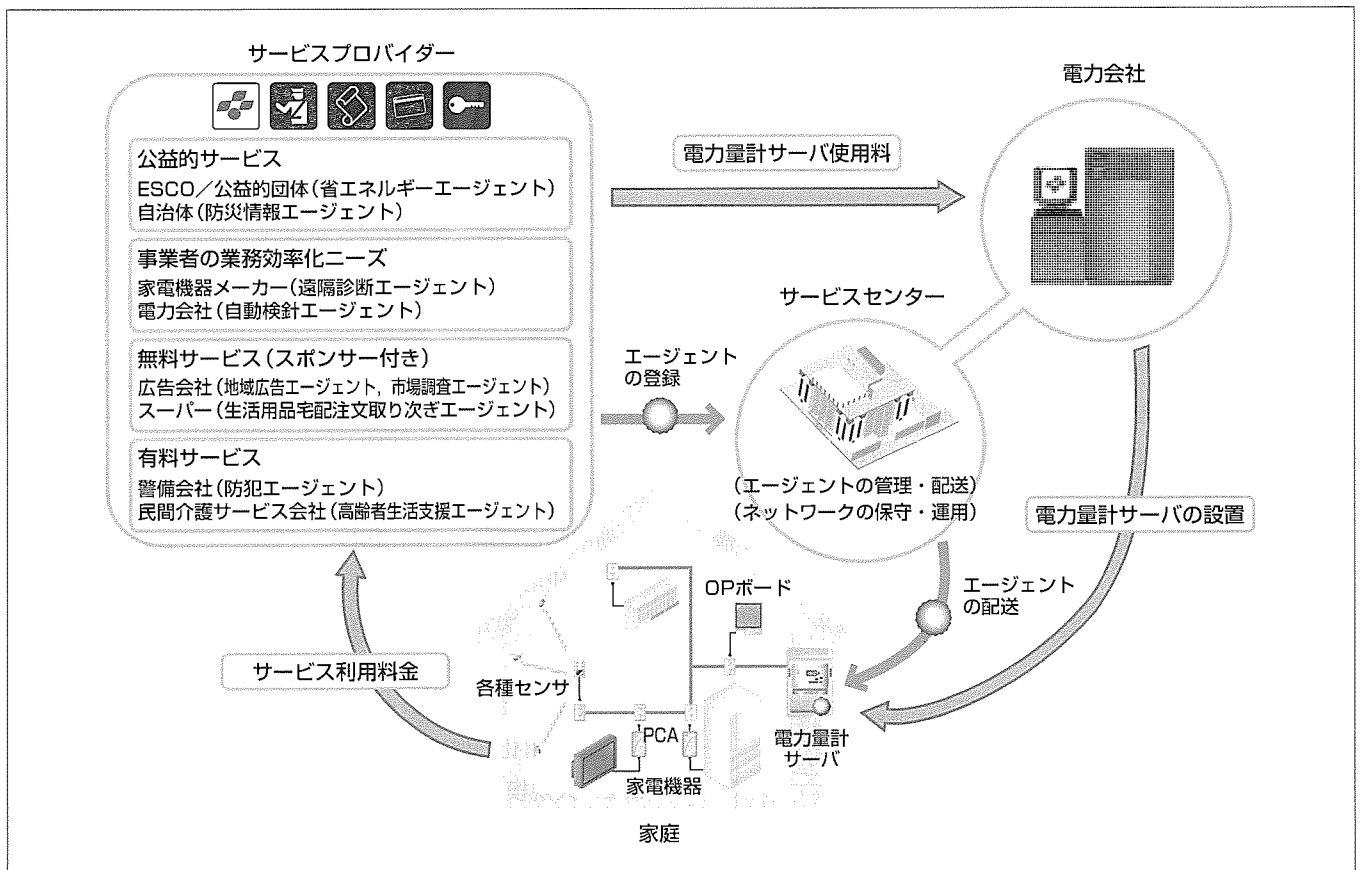 サービスプロバイダー
公益的サービス
ESCO／公益的団体(省エネルギーエージェント)
自治体(防災情報エージェント)
事業者の業務効率化ニーズ
家電機器メーカー(遠隔診断エージェント)
電力会社(自動検針エージェント)
無料サービス(スポンサー付き)
広告会社(地域広告エージェント, 市場調査エージェント)
スーパー(生活用品宅配注文取り次ぎエージェント)
有料サービス
警備会社(防犯エージェント)
民間介護サービス会社(高齢者生活支援エージェント)
電力量計サーバ使用料
電力会社
エージェント
の登録
サービスセンター
(エージェントの管理・配送)
(ネットワークの保守・運用)
電力量計サーバの設置
エージェント
の配送
サービス利用料金
OPボード
各種センサ
PCA
家電機器
電力量計
サーバ
家庭